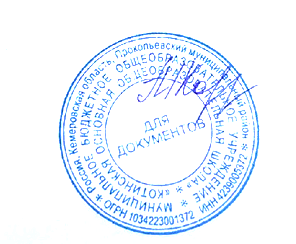 * Россия, Кемеровская область, Прокопьевский муниципальный район *
ОГРН 1034223001372 ИНН 4239005372
МУНИЦИПАЛЬНОЕ БЮДЖЕТНОЕ ОБЩЕОБРАЗОВАТЕЛЬНОЕ УЧРЕЖДЕНИЕ *
«КОТИНСКАЯ ОСНОВНАЯ ОБЩЕОБРАЗОВАТЕЛЬНАЯ ШКОЛА»
ДЛЯ
ДОКУМЕНТОВ